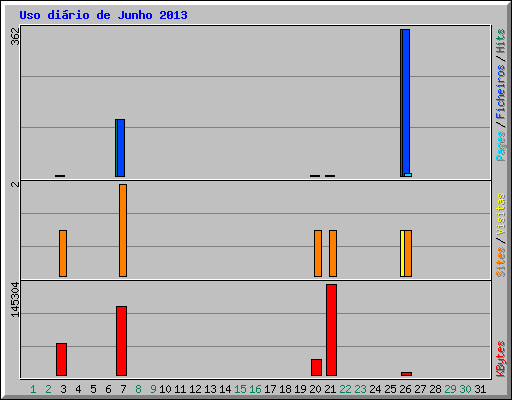 Uso diário de Junho 2013
362
Pages / Ficheiros / Hits
2
Sites / Visitas
145304
KBytes
1 2 3 4 5 6 7 8 9 10 11 12 13 14 15 16 17 18 19 20 21 22 23 24 25 26 27 28 29 30 31